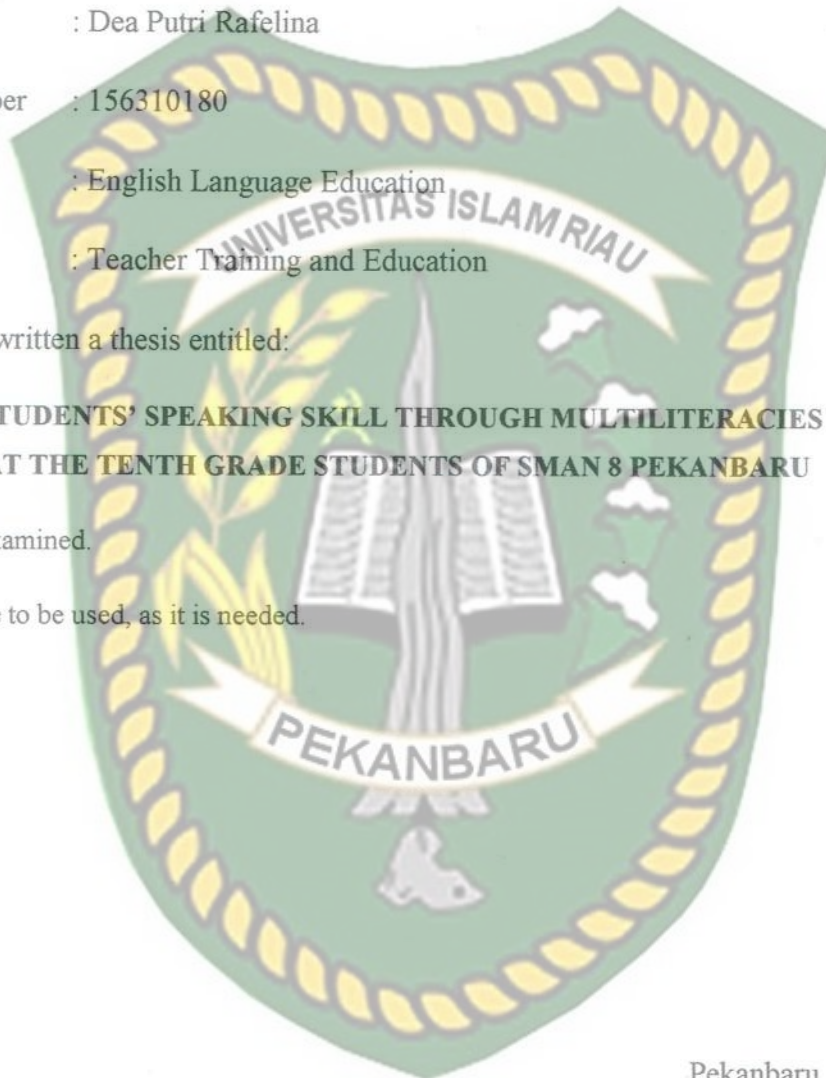 : Dea Putri Rafelina
ber : 156310180
: English Language Education
UNIVERSITAS ISLAM RIAU
: Teacher Training and Education
written a thesis entitled:
TUDENTS’ SPEAKING SKILL THROUGH MULTILITERACIES
AT THE TENTH GRADE STUDENTS OF SMAN 8 PEKANBARU
xamined.
e to be used, as it is needed.
PEKANBARU
Pekanbaru